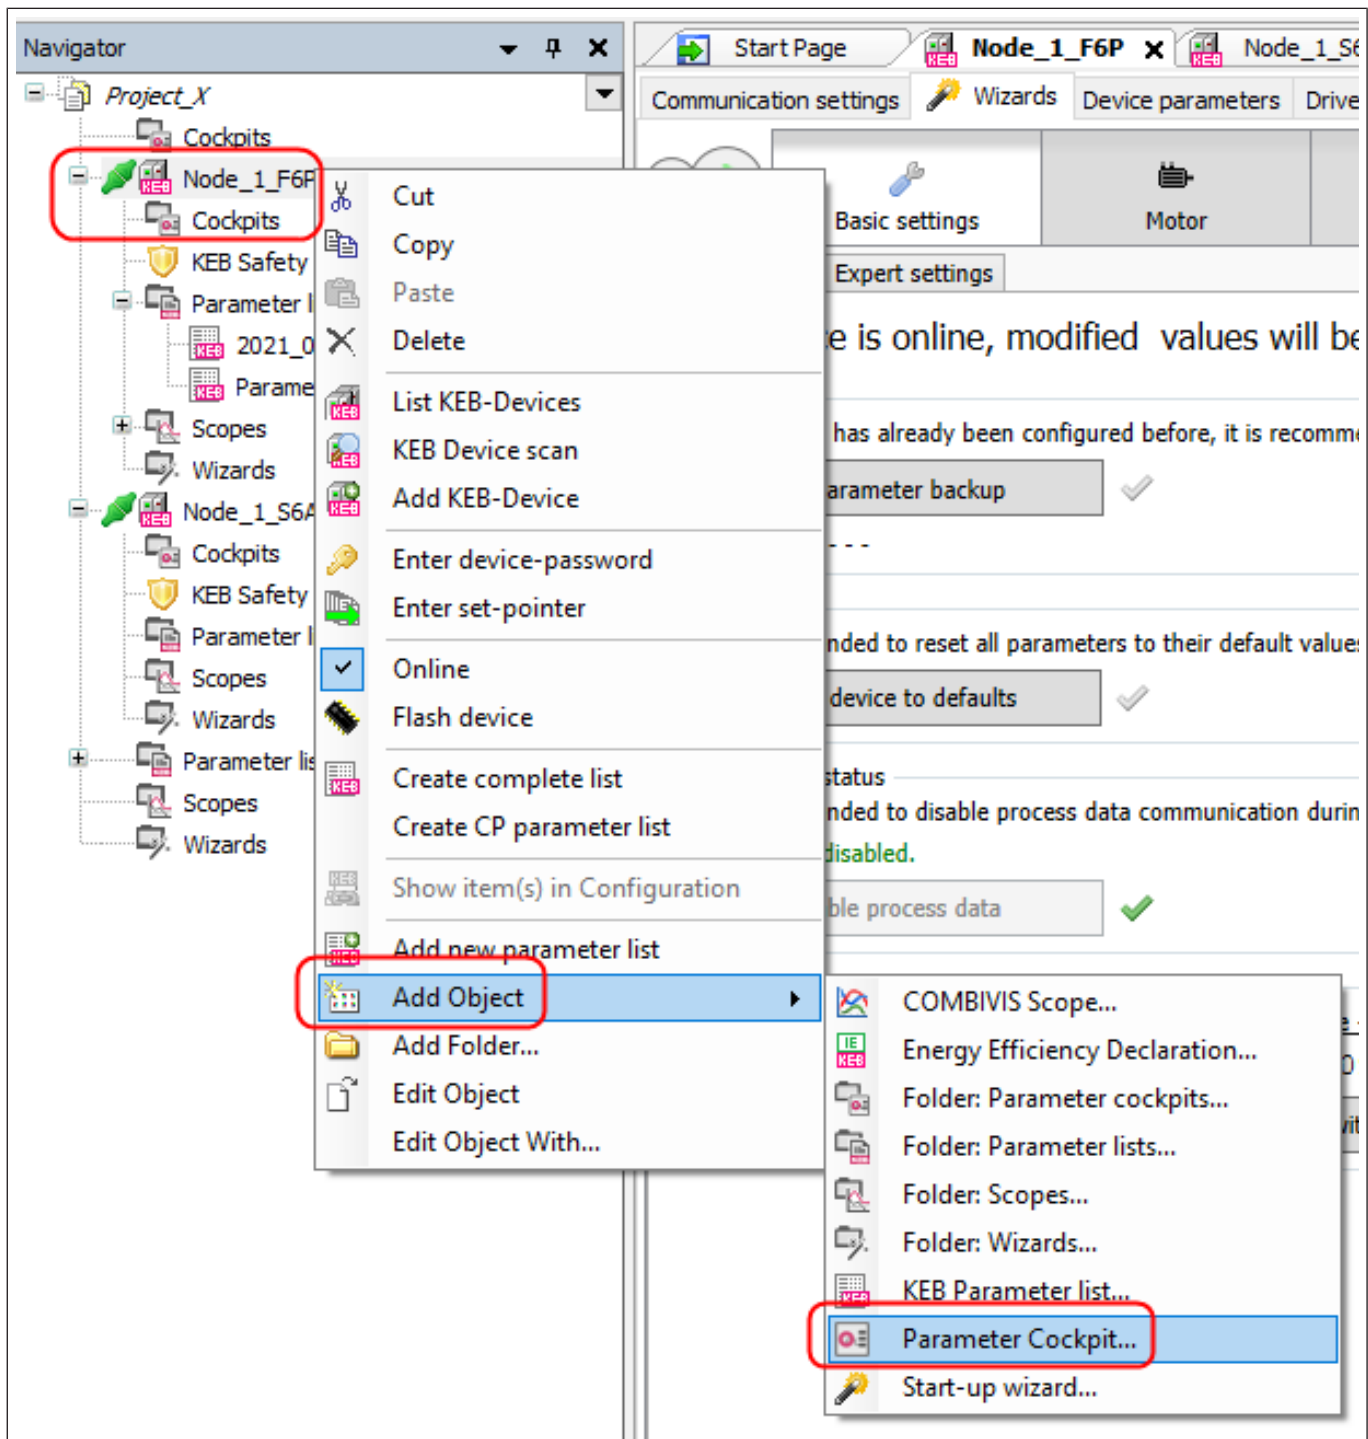 Navigator
Project_X
Cockpits
Node_1_F6P
Cockpits
KEB Safety
Parameter l
2021_0
Parame
Scopes
Wizards
Node_1_S6A
Cockpits
KEB Safety
Parameter l
Scopes
Wizards
Parameter lis
Scopes
Wizards
Cut
Copy
Paste
Delete
List KEB-Devices
KEB Device scan
Add KEB-Device
Enter device-password
Enter set-pointer
Online
Flash device
Create complete list
Create CP parameter list
Show item(s) in Configuration
Add new parameter list
Add Object
Add Folder...
Edit Object
Edit Object With...
COMBIVIS Scope...
Energy Efficiency Declaration...
Folder: Parameter cockpits...
Folder: Parameter lists...
Folder: Scopes...
Folder: Wizards...
KEB Parameter list...
Parameter Cockpit...
Start-up wizard...
Start Page
Node_1_F6P
Node_1_S6
Communication settings
Wizards
Device parameters
Drive
Basic settings
Motor
Expert settings
e is online, modified values will be
has already been configured before, it is recomme
arameter backup
- - -
nded to reset all parameters to their default values
device to defaults
status
nded to disable process data communication durin
disabled.
ble process data